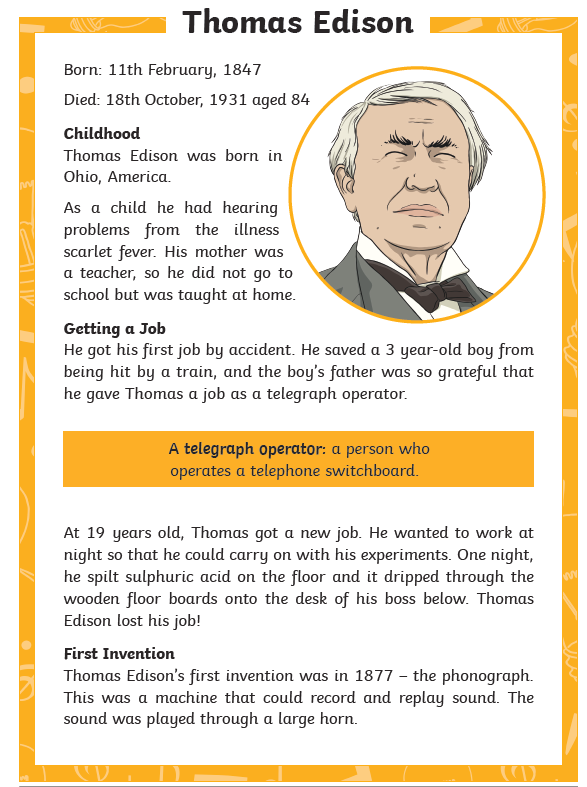 Thomas Edison
Born: 11th February, 1847
Died: 18th October, 1931 aged 84
Childhood
Thomas Edison was born in
Ohio, America.
As a child he had hearing
problems from the illness
scarlet fever. His mother was
a teacher, so he did not go to
school but was taught at home.
Getting a Job
He got his first job by accident. He saved a 3 year-old boy from
being hit by a train, and the boy's father was so grateful that
he gave Thomas a job as a telegraph operator.
A telegraph operator: a person who
operates a telephone switchboard.
At 19 years old, Thomas got a new job. He wanted to work at
night so that he could carry on with his experiments. One night,
he spilt sulphuric acid on the floor and it dripped through the
wooden floor boards onto the desk of his boss below. Thomas
Edison lost his job!
First Invention
Thomas Edison's first invention was in 1877 – the phonograph.
This was a machine that could record and replay sound. The
sound was played through a large horn.